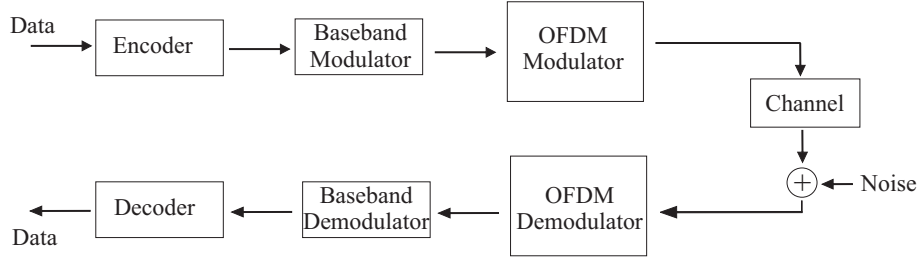 Data
Encoder
Baseband
Modulator
OFDM
Modulator
Channel
+
Noise
OFDM
Demodulator
Baseband
Demodulator
Decoder
Data